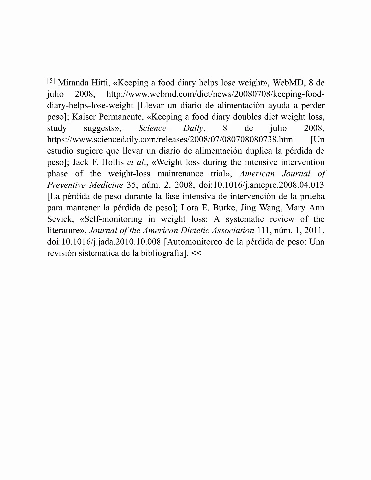 [5] Miranda Hitti, «Keeping a food diary helps lose weight», WebMD, 8 de
julio 2008, http://www.webmd.com/diet/news/20080708/keeping-food-
diary-helps-lose-weight [Llevar un diario de alimentación ayuda a perder
peso]; Kaiser Permanente, «Keeping a food diary doubles diet weight loss,
study suggests», Science Daily, 8 de julio 2008,
https://www.sciencedaily.com/releases/2008/07/080708080738.htm [Un
estudio sugiere que llevar un diario de alimentación duplica la pérdida de
peso]; Jack F. Hollis et al., «Weight loss during the intensive intervention
phase of the weight-loss maintenance trial», American Journal of
Preventive Medicine 35, núm. 2, 2008, doi:10.1016/j.amepre.2008.04.013
[La pérdida de peso durante la fase intensiva de intervención de la prueba
para mantener la pérdida de peso]; Lora E. Burke, Jing Wang, Mary Ann
Sevick, «Self-monitoring in weight loss: A systematic review of the
literature», Journal of the American Dietetic Association 111, núm. 1, 2011,
doi:10.1016/j.jada.2010.10.008 [Automonitoreo de la pérdida de peso: Una
revisión sistemática de la bibliografía]. <<